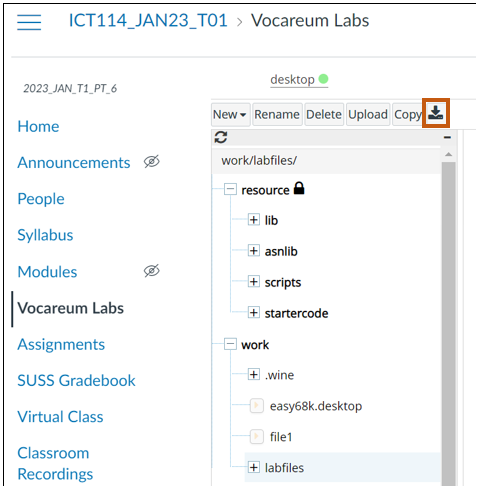 ICT114_JAN23_T01 > Vocareum Labs
desktop
2023_JAN_T1_PT_6
New Rename Delete Upload Copy
Home
Announcements
People
Syllabus
Modules
Vocareum Labs
Assignments
SUSS Gradebook
Virtual Class
Classroom
Recordings
work/labfiles/
resource
lib
asnlib
scripts
startercode
work
.wine
easy68k.desktop
file1
labfiles